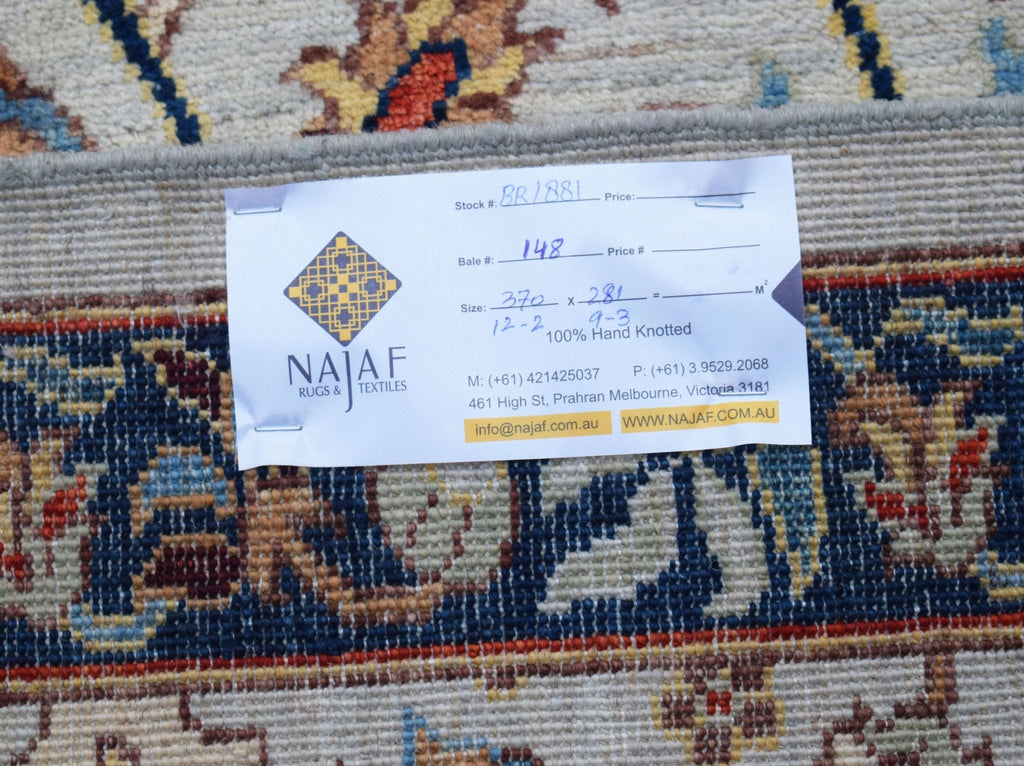 Stock #: BR1881 Price:
Bale #: 148 Price #
Size: 370 x 281 = M²
12-2 9-3
100% Hand Knotted
NAJAF
RUGS & TEXTILES
M: (+61) 421425037 P: (+61) 3.9529.2068
461 High St, Prahran Melbourne, Victoria 3181
info@najaf.com.au WWW.NAJAF.COM.AU